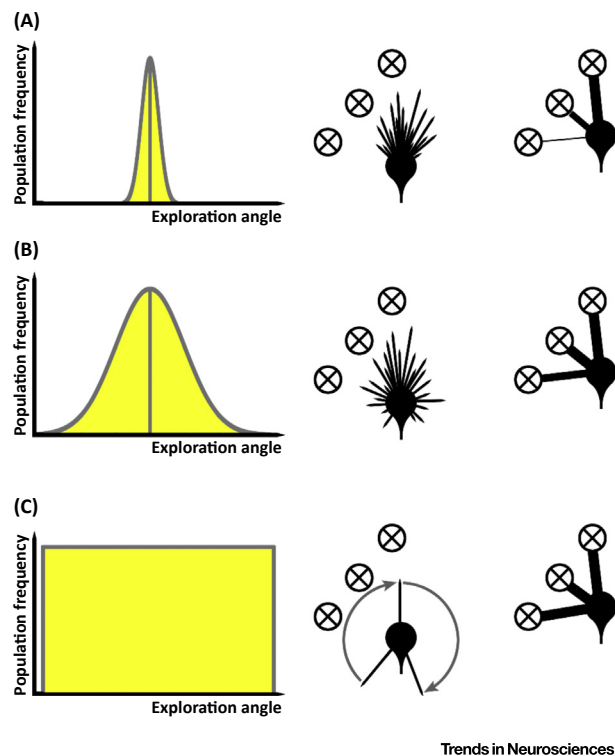 (A)
Population frequency
Exploration angle
(B)
Population frequency
Exploration angle
(C)
Population frequency
Exploration angle
Trends in Neurosciences